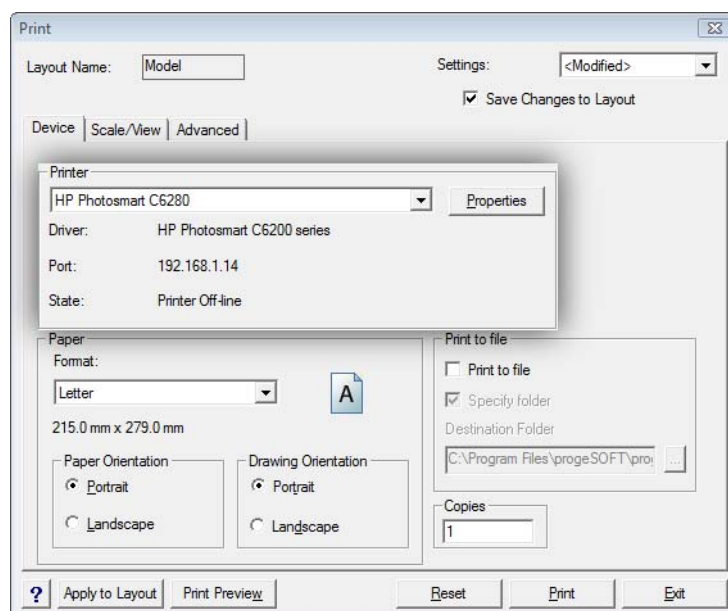 Print
Layout Name: Model Settings: <Modified>
Save Changes to Layout
Device Scale/View Advanced
Printer
HP Photosmart C6280 Properties
Driver: HP Photosmart C6200 series
Port: 192.168.1.14
State: Printer Off-line
Paper Print to file
Format: Print to file
Letter A Specify folder
215.0 mm x 279.0 mm Destination Folder
C:\Program Files\progeSOFT\proj ...
Paper Orientation Drawing Orientation
Portrait Portrait
Landscape Landscape
Copies
1
? Apply to Layout Print Preview Reset Print Exit